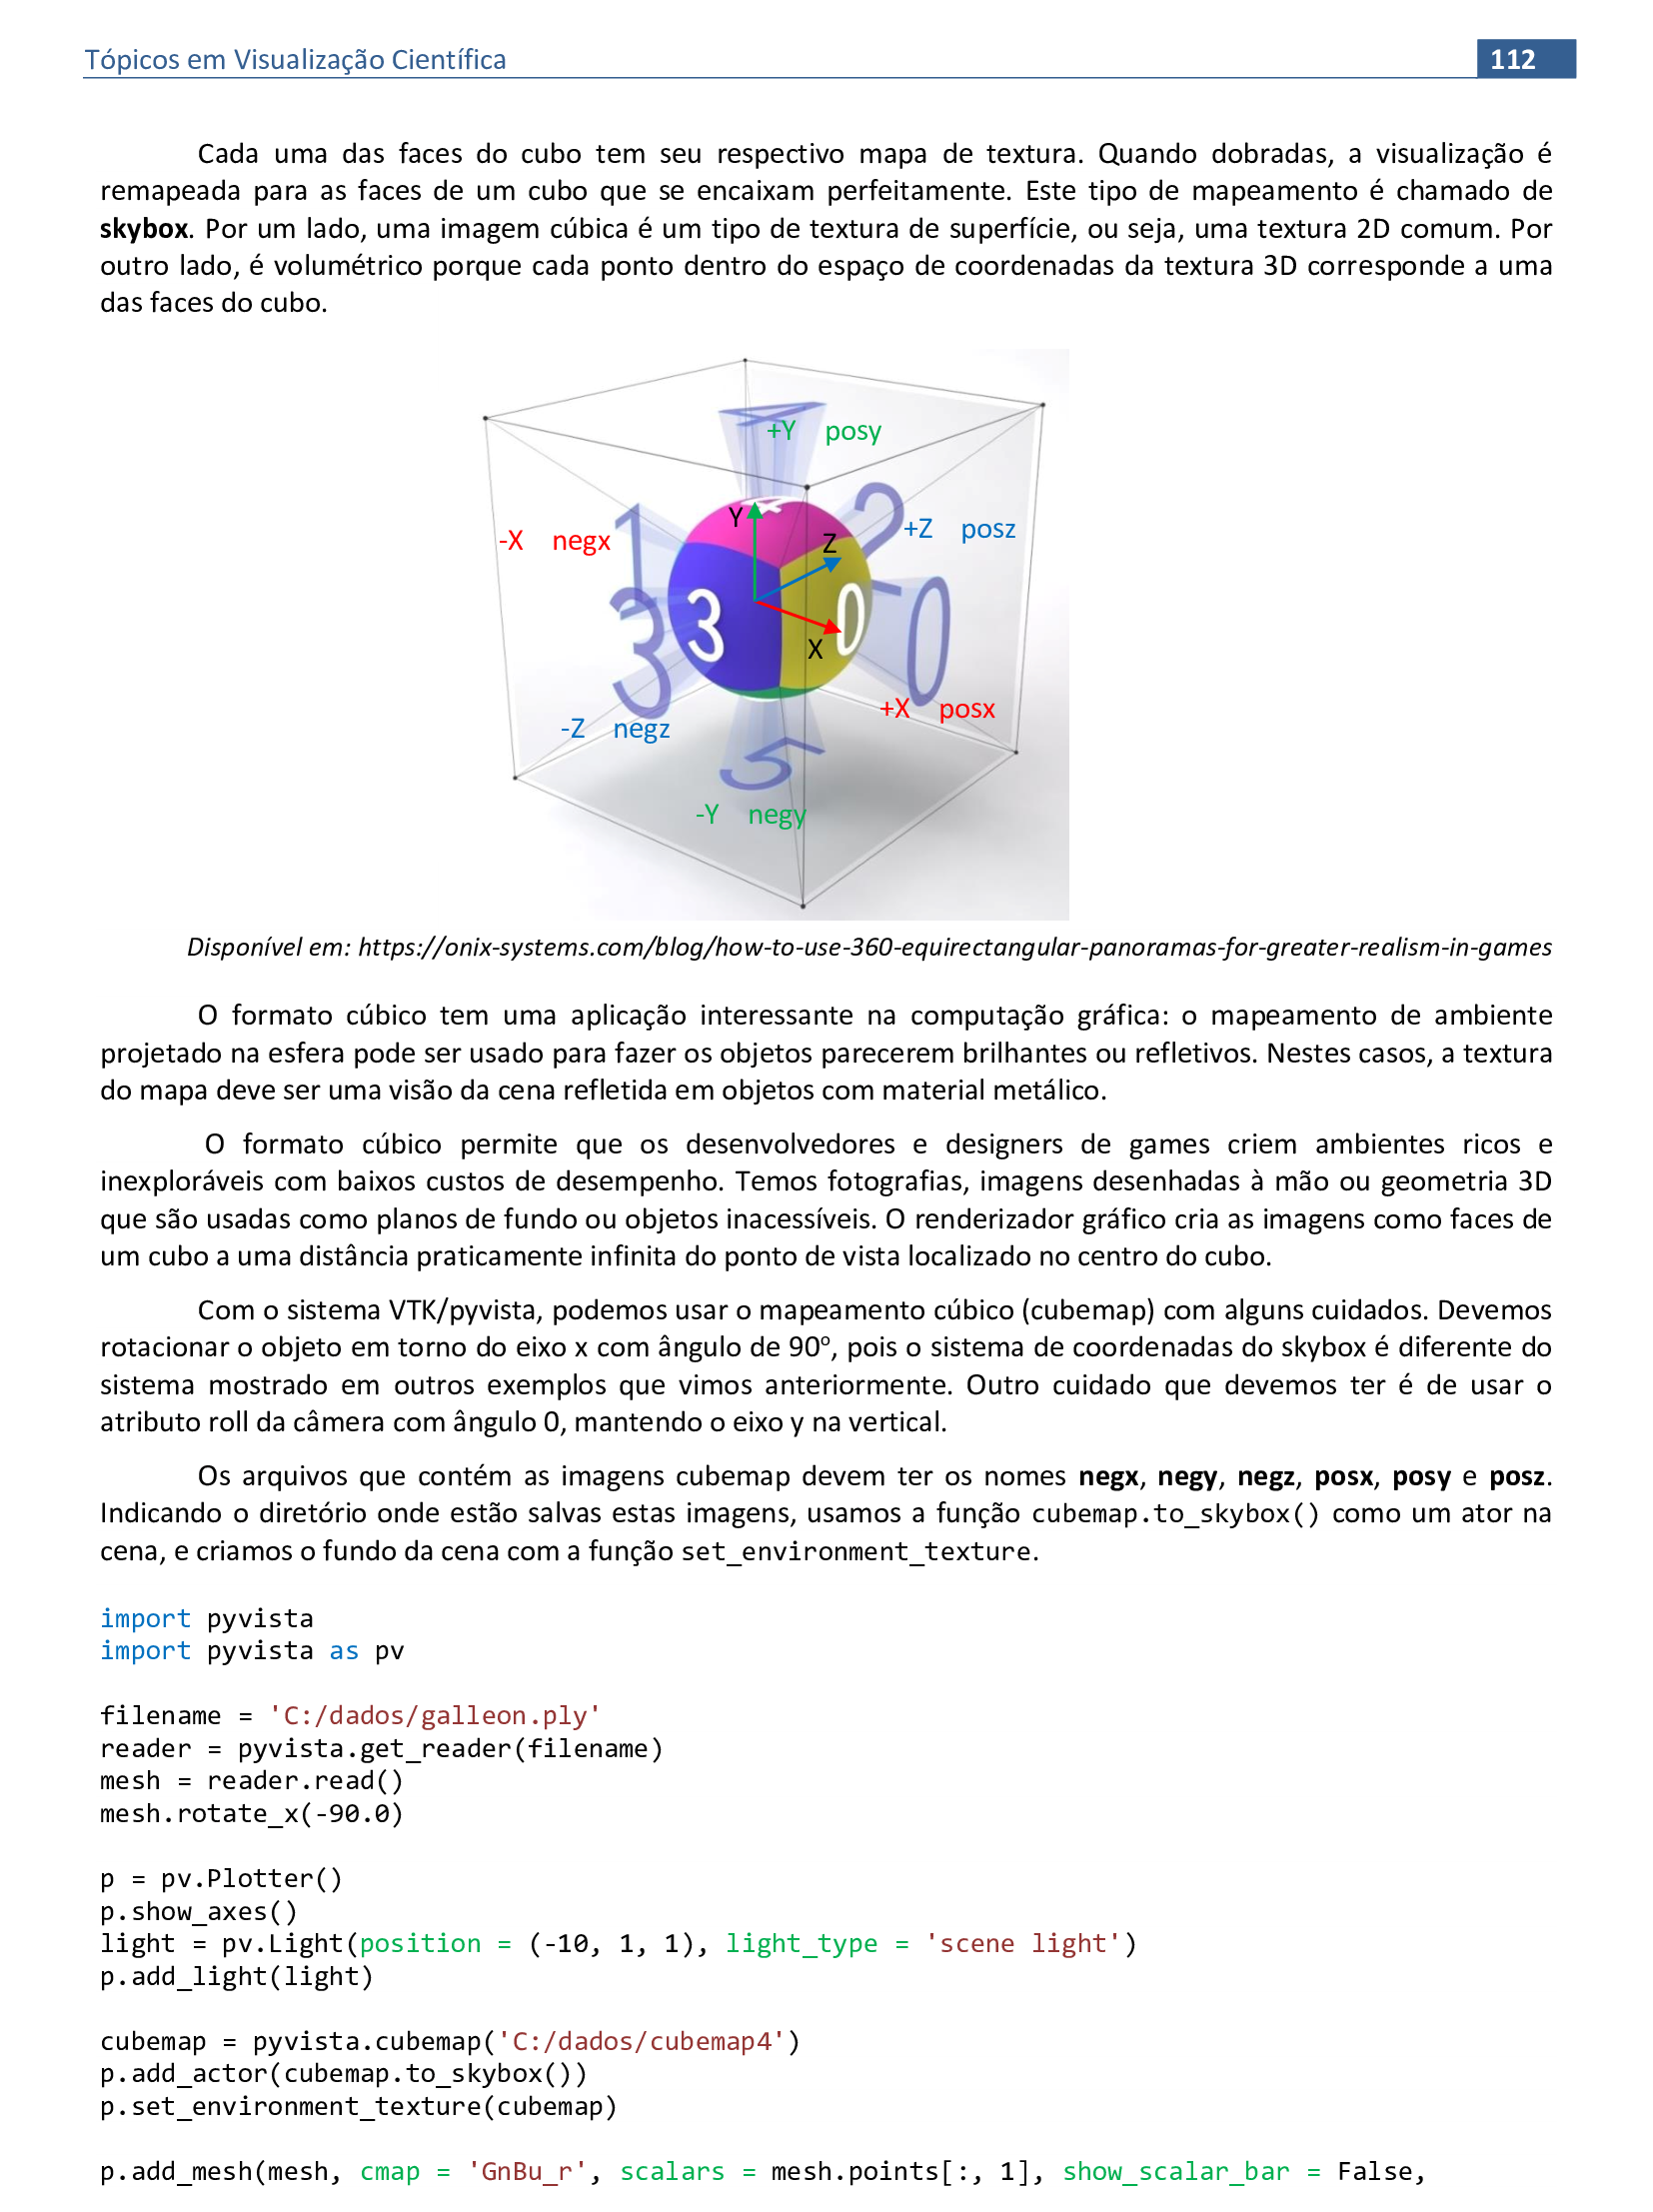 Tópicos em Visualização Científica 112
Cada uma das faces do cubo tem seu respectivo mapa de textura. Quando dobradas, a visualização é
remapeada para as faces de um cubo que se encaixam perfeitamente. Este tipo de mapeamento é chamado de
skybox. Por um lado, uma imagem cúbica é um tipo de textura de superfície, ou seja, uma textura 2D comum. Por
outro lado, é volumétrico porque cada ponto dentro do espaço de coordenadas da textura 3D corresponde a uma
das faces do cubo.
4
+Y posy
2
Y
+Z posz
1
-X negx
Z
3
3
0
0
X
+X posx
-Z negz
5
-Y negy
Disponível em: https://onix-systems.com/blog/how-to-use-360-equirectangular-panoramas-for-greater-realism-in-games
O formato cúbico tem uma aplicação interessante na computação gráfica: o mapeamento de ambiente
projetado na esfera pode ser usado para fazer os objetos parecerem brilhantes ou refletivos. Nestes casos, a textura
do mapa deve ser uma visão da cena refletida em objetos com material metálico.
O formato cúbico permite que os desenvolvedores e designers de games criem ambientes ricos e
inexploráveis com baixos custos de desempenho. Temos fotografias, imagens desenhadas à mão ou geometria 3D
que são usadas como planos de fundo ou objetos inacessíveis. O renderizador gráfico cria as imagens como faces de
um cubo a uma distância praticamente infinita do ponto de vista localizado no centro do cubo.
Com o sistema VTK/pyvista, podemos usar o mapeamento cúbico (cubemap) com alguns cuidados. Devemos
rotacionar o objeto em torno do eixo x com ângulo de 90º, pois o sistema de coordenadas do skybox é diferente do
sistema mostrado em outros exemplos que vimos anteriormente. Outro cuidado que devemos ter é de usar o
atributo roll da câmera com ângulo 0, mantendo o eixo y na vertical.
Os arquivos que contém as imagens cubemap devem ter os nomes negx, negy, negz, posx, posy e posz.
Indicando o diretório onde estão salvas estas imagens, usamos a função cubemap.to_skybox() como um ator na
cena, e criamos o fundo da cena com a função set_environment_texture.
import pyvista
import pyvista as pv
filename = 'C:/dados/galleon.ply'
reader = pyvista.get_reader(filename)
mesh = reader.read()
mesh.rotate_x(-90.0)
p = pv.Plotter()
p.show_axes()
light = pv.Light(position = (-10, 1, 1), light_type = 'scene light')
p.add_light(light)
cubemap = pyvista.cubemap('C:/dados/cubemap4')
p.add_actor(cubemap.to_skybox())
p.set_environment_texture(cubemap)
p.add_mesh(mesh, cmap = 'GnBu_r', scalars = mesh.points[:, 1], show_scalar_bar = False,